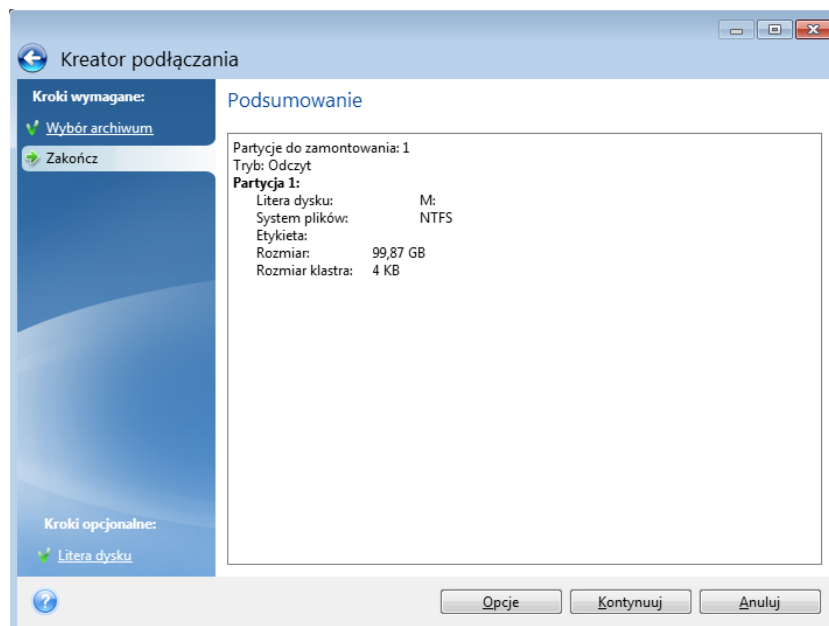 Kreator podłączania
Kroki wymagane:
Wybór archiwum
Zakończ
Kroki opcjonalne:
Litera dysku
Podsumowanie
Partycje do zamontowania: 1
Tryb: Odczyt
Partycja 1:
Litera dysku: M:
System plików: NTFS
Etykieta:
Rozmiar: 99,87 GB
Rozmiar klastra: 4 KB
?
Opcje
Kontynuuj
Anuluj